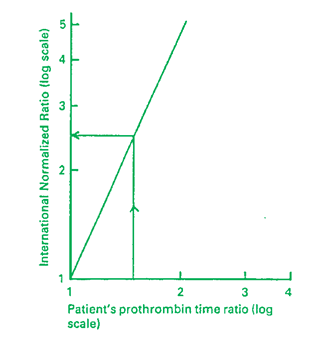 International Normalized Ratio (log scale)
5
4
3
2
1
1 2 3 4
Patient's prothrombin time ratio (log
scale)